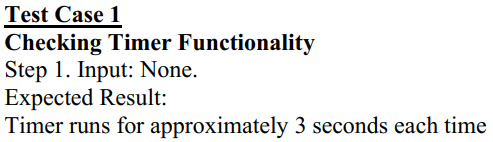 Test Case 1
Checking Timer Functionality
Step 1. Input: None.
Expected Result:
Timer runs for approximately 3 seconds each time